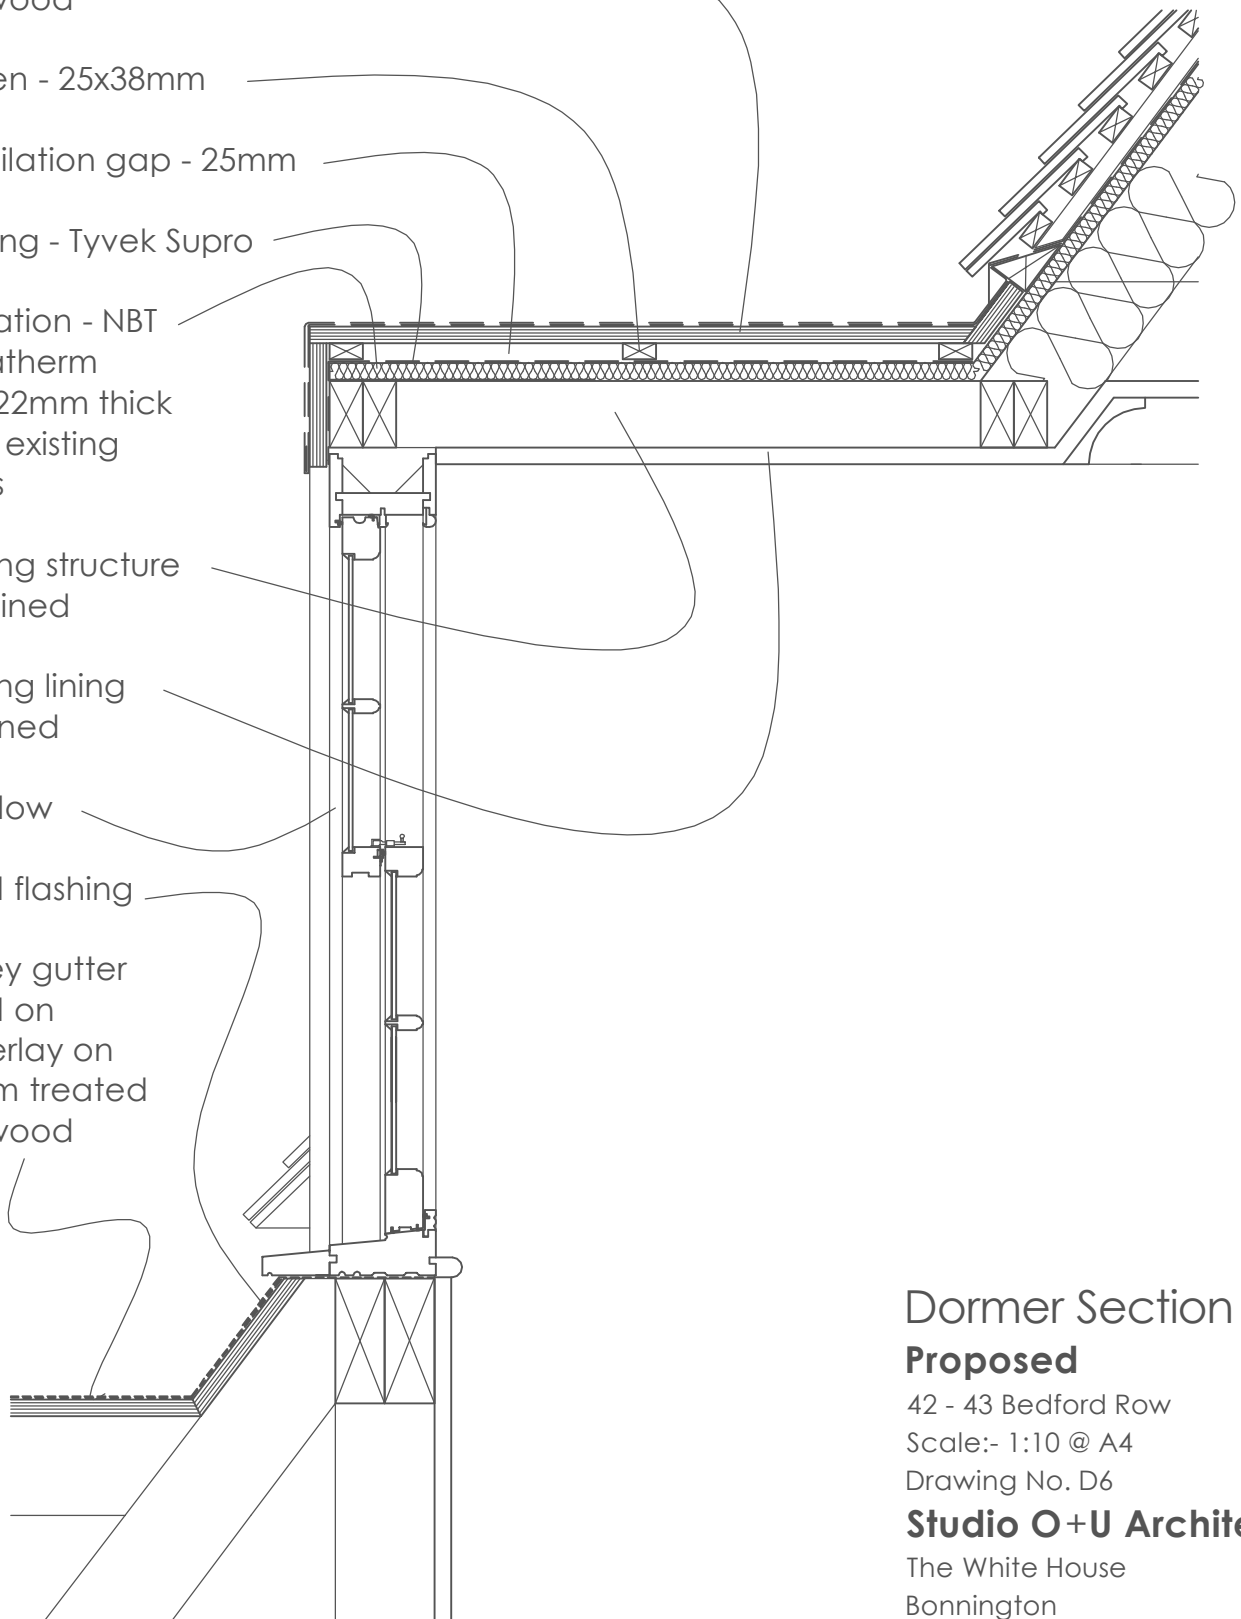 en - 25x38mm
ilation gap - 25mm
ng - Tyvek Supro
ation - NBT
atherm
22mm thick
existing
s
ng structure
ined
ng lining
ned
low
l flashing
ey gutter
l on
erlay on
m treated
wood
Dormer Section
Proposed
42 - 43 Bedford Row
Scale:- 1:10 @ A4
Drawing No. D6
Studio O+U Archite
The White House
Bonnington